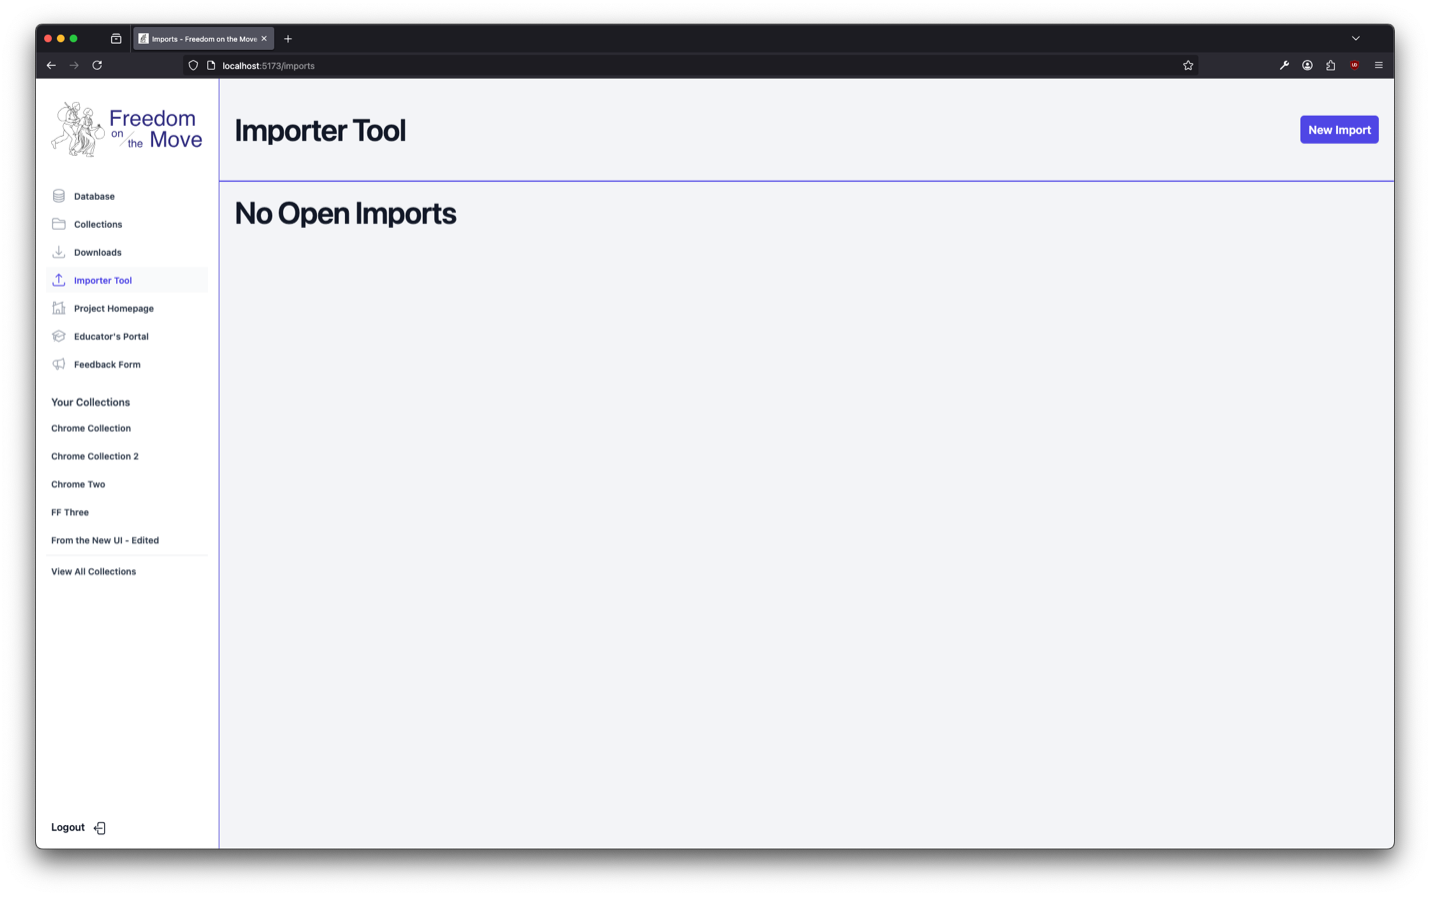 Imports - Freedom on the Move
localhost:5173/imports
Freedom
on the Move
Importer Tool
New Import
No Open Imports
Database
Collections
Downloads
Importer Tool
Project Homepage
Educator's Portal
Feedback Form
Your Collections
Chrome Collection
Chrome Collection 2
Chrome Two
FF Three
From the New UI - Edited
View All Collections
Logout